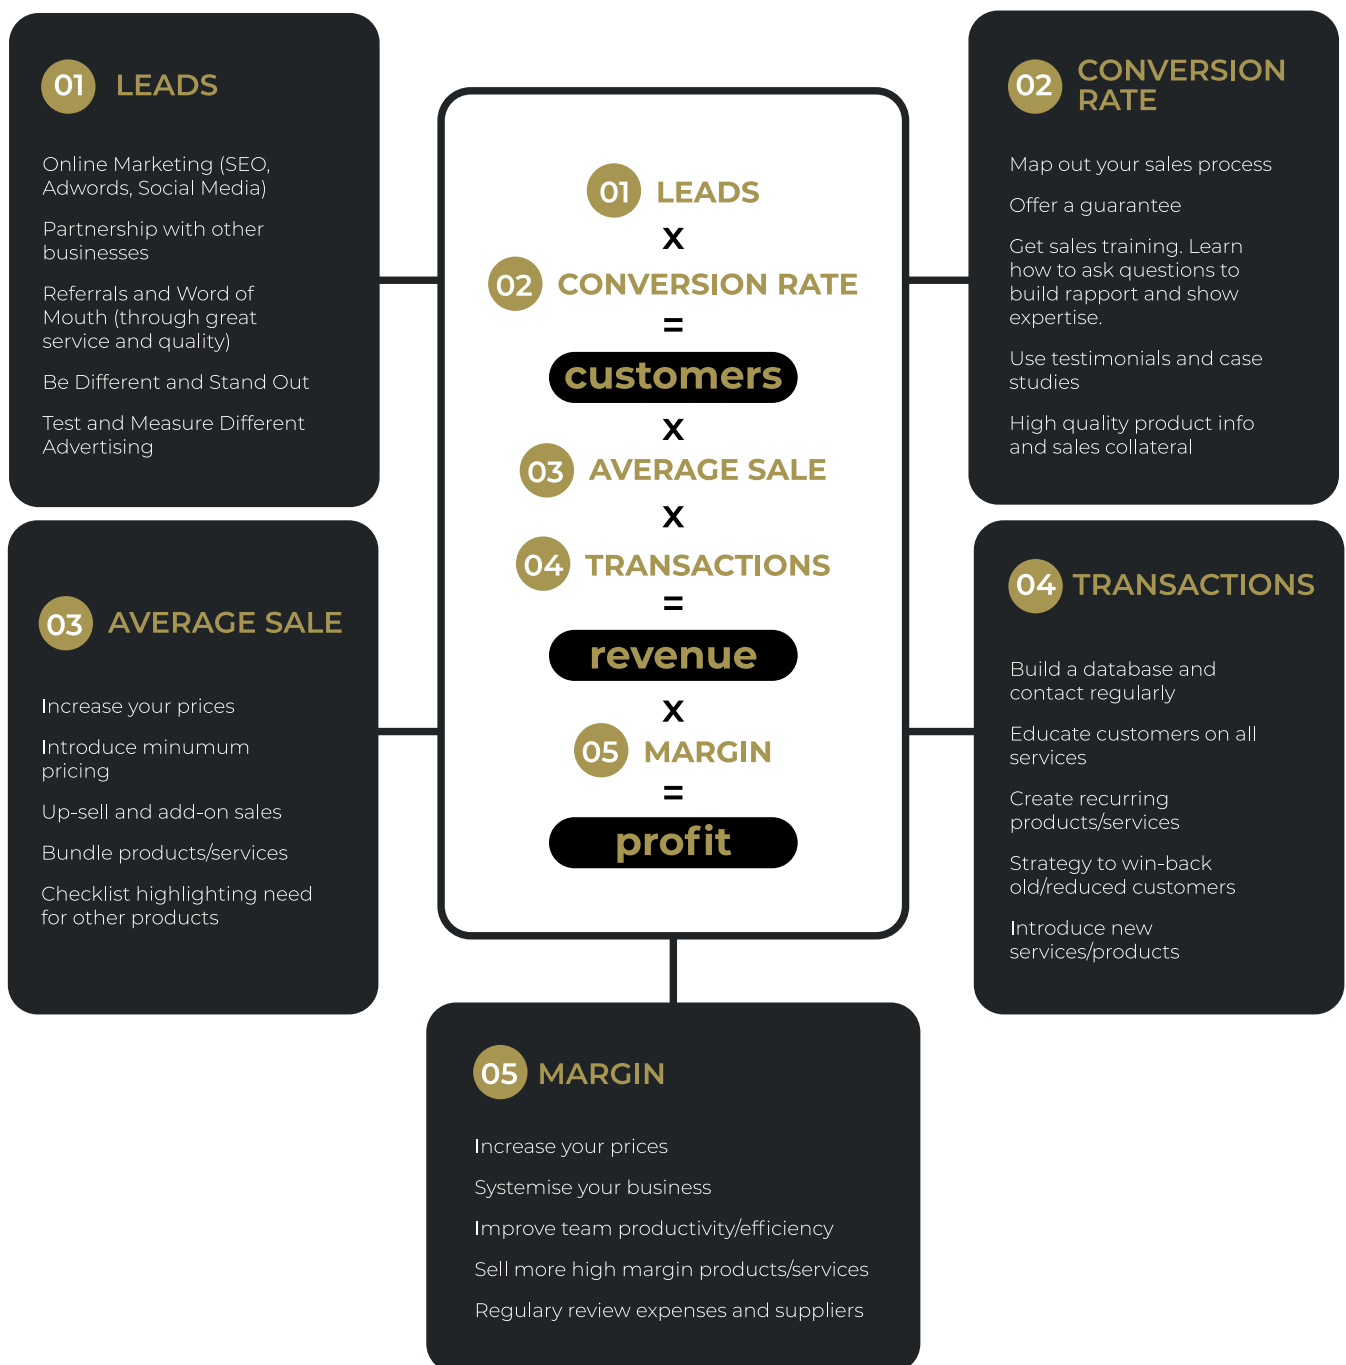 01 LEADS
Online Marketing (SEO,
Adwords, Social Media)
Partnership with other
businesses
Referrals and Word of
Mouth (through great
service and quality)
Be Different and Stand Out
Test and Measure Different
Advertising
01 LEADS
x
02 CONVERSION RATE
=
customers
x
03 AVERAGE SALE
x
04 TRANSACTIONS
=
revenue
x
05 MARGIN
=
profit
02 CONVERSION
RATE
Map out your sales process
Offer a guarantee
Get sales training. Learn
how to ask questions to
build rapport and show
expertise.
Use testimonials and case
studies
High quality product info
and sales collateral
03 AVERAGE SALE
Increase your prices
Introduce minumum
pricing
Up-sell and add-on sales
Bundle products/services
Checklist highlighting need
for other products
04 TRANSACTIONS
Build a database and
contact regularly
Educate customers on all
services
Create recurring
products/services
Strategy to win-back
old/reduced customers
Introduce new
services/products
05 MARGIN
Increase your prices
Systemise your business
Improve team productivity/efficiency
Sell more high margin products/services
Regulary review expenses and suppliers